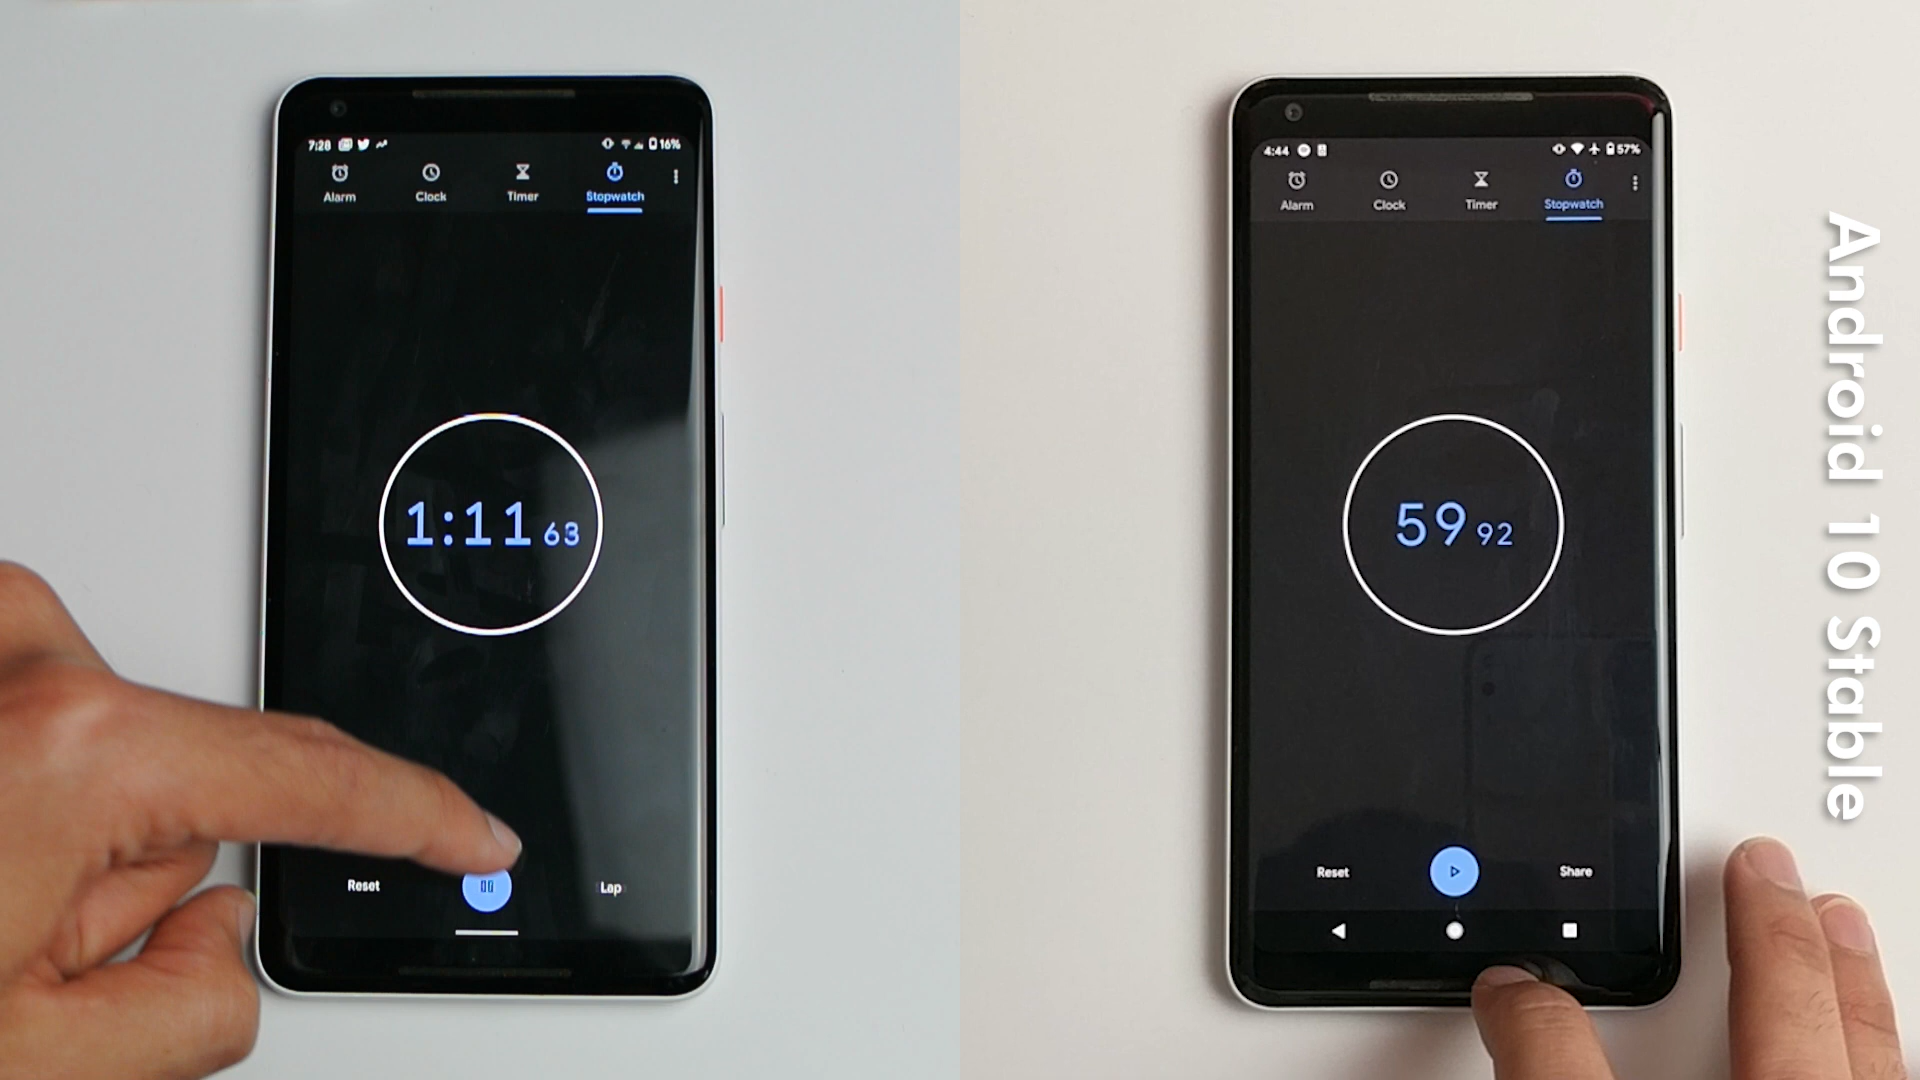 7:28
16%
Alarm
Clock
Timer
Stopwatch
1:11 63
Reset
Lap
4:44
57%
Alarm
Clock
Timer
Stopwatch
59 92
Reset
Share
Android 10 Stable